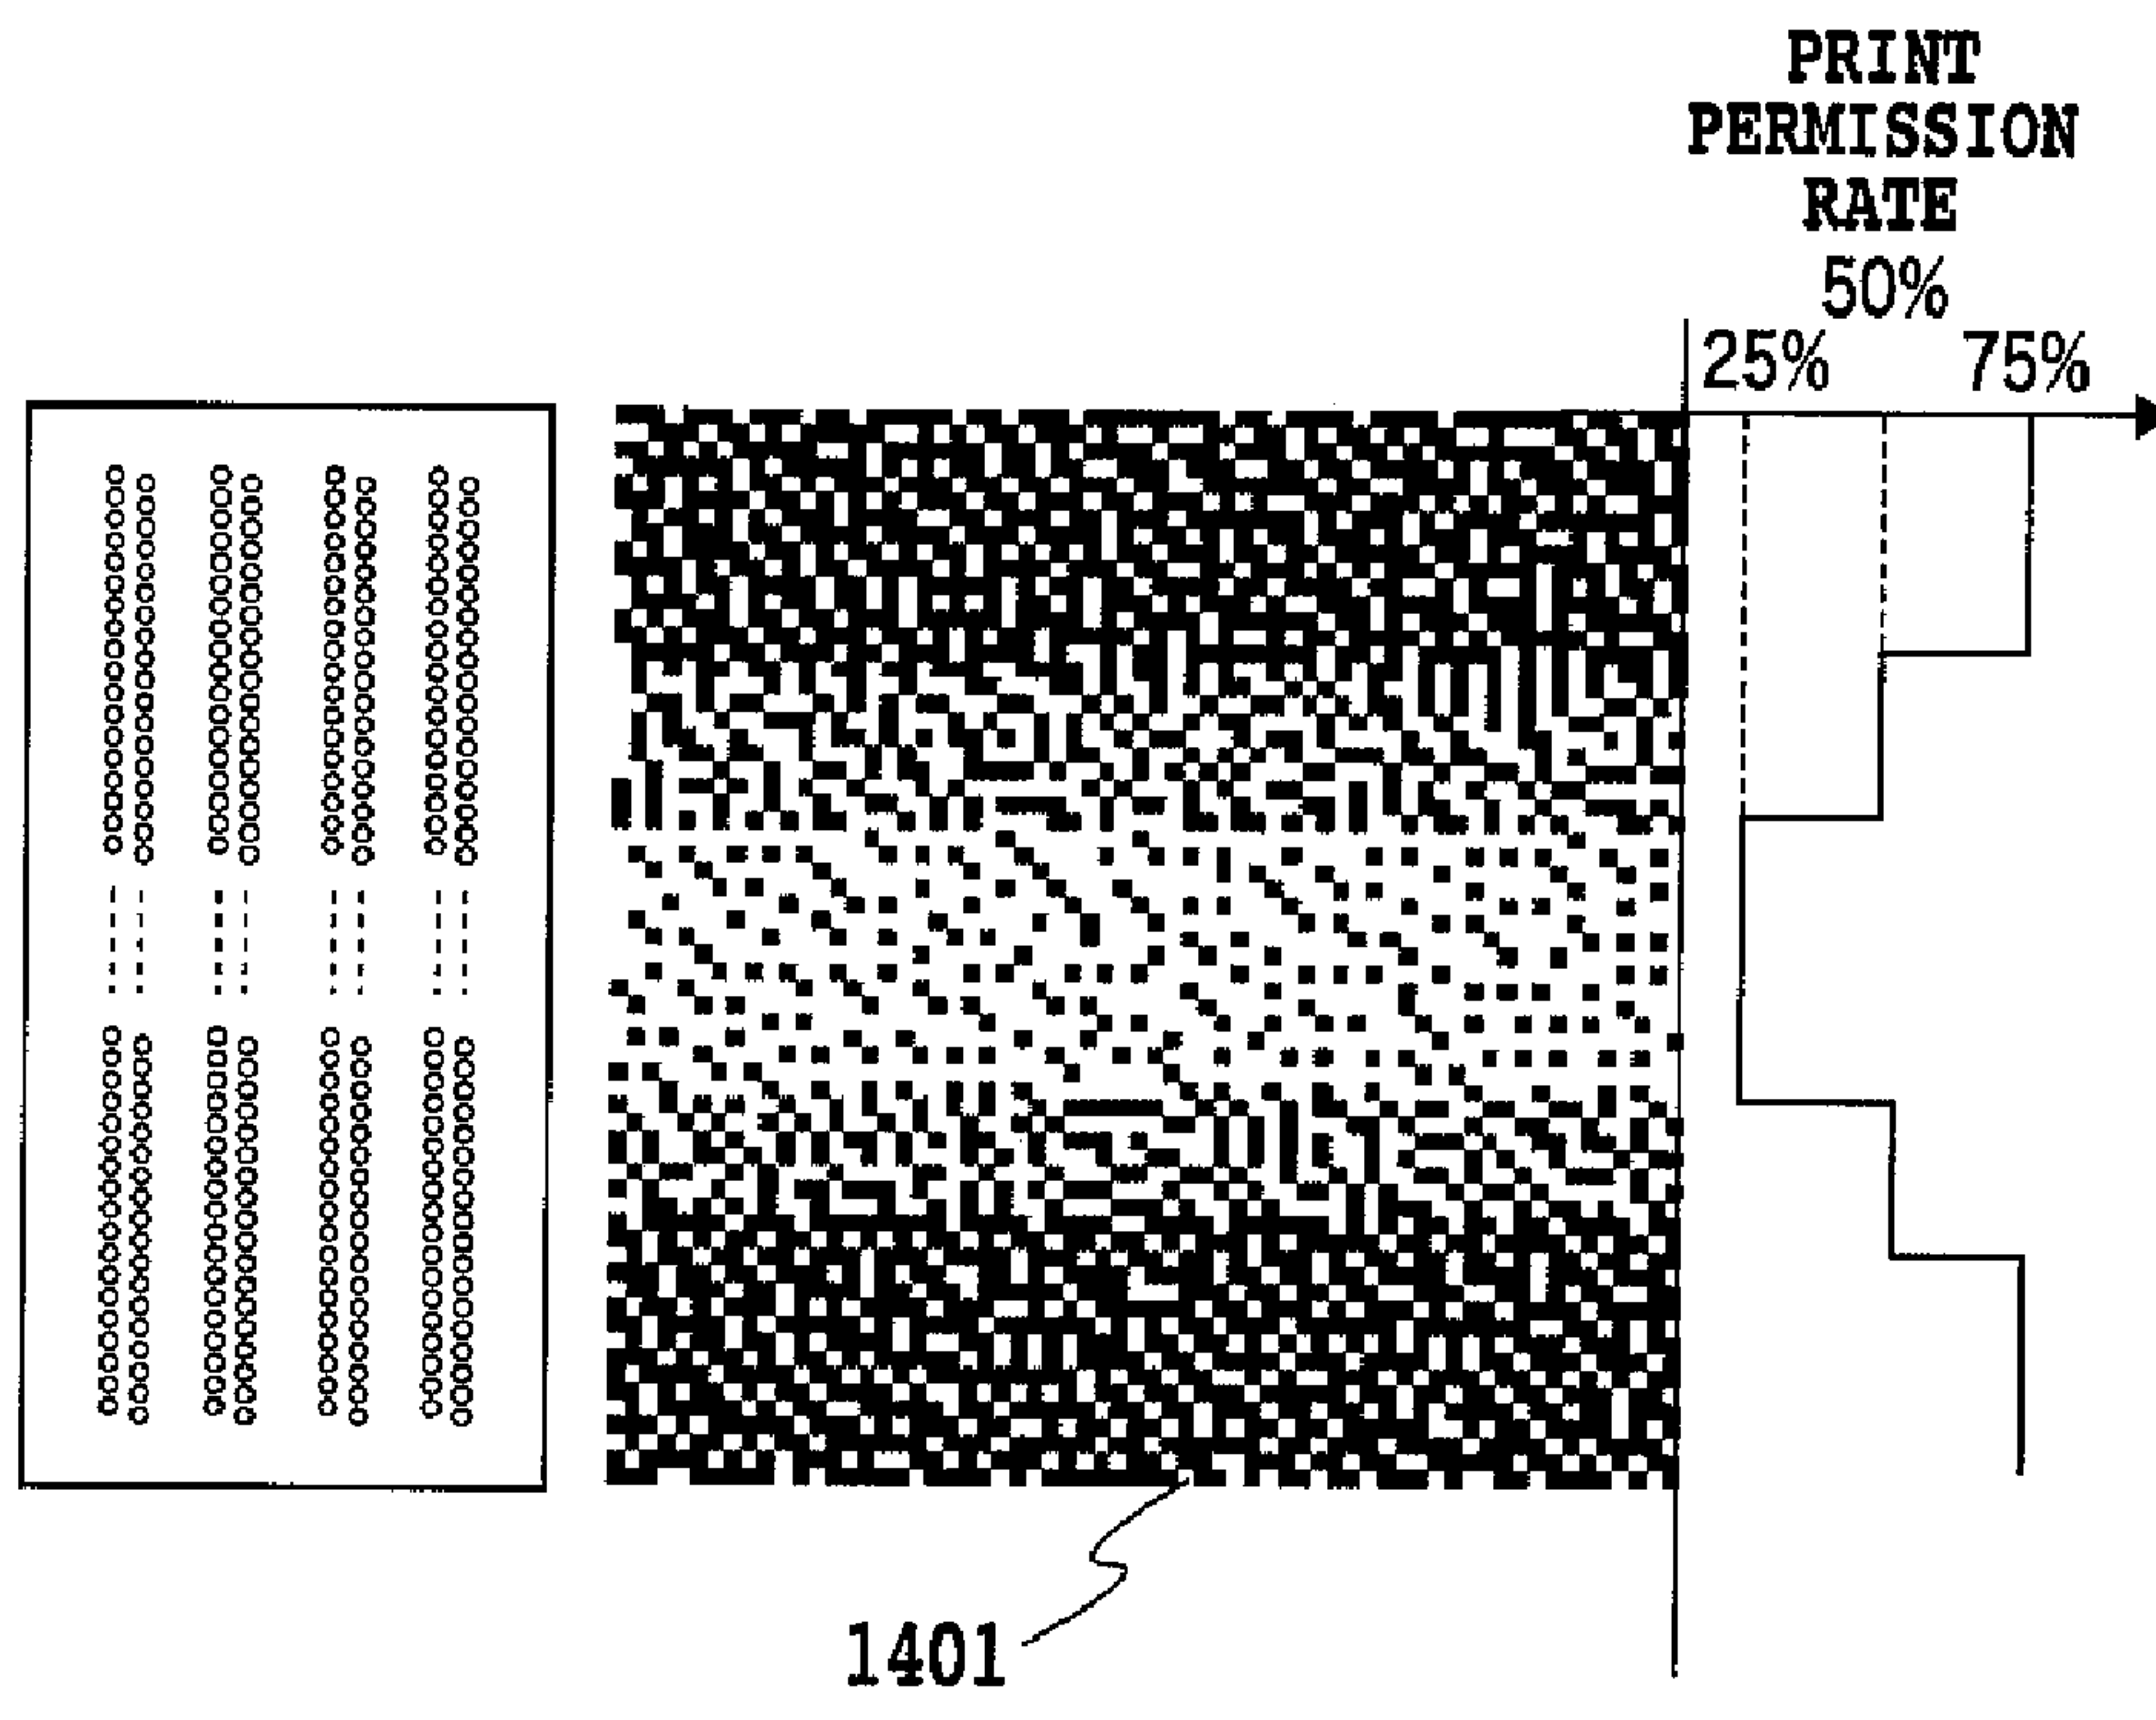 PRINT
PERMISSION
RATE
50%
25% 75%
1401